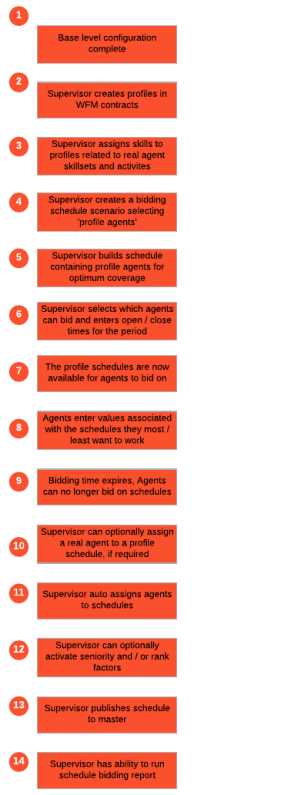 1
Base level configuration
complete
2
Supervisor creates profiles in
WFM contracts
3
Supervisor assigns skills to
profiles related to real agent
skillsets and activites
4
Supervisor creates a bidding
schedule scenario selecting
'profile agents'
5
Supervisor builds schedule
containing profile agents for
optimum coverage
6
Supervisor selects which agents
can bid and enters open / close
times for the period
7
The profile schedules are now
available for agents to bid on
8
Agents enter values associated
with the schedules they most /
least want to work
9
Bidding time expires, Agents
can no longer bid on schedules
10
Supervisor can optionally assign
a real agent to a profile
schedule, if required
11
Supervisor auto assigns agents
to schedules
12
Supervisor can optionally
activate seniority and / or rank
factors
13
Supervisor publishes schedule
to master
14
Supervisor has ability to run
schedule bidding report